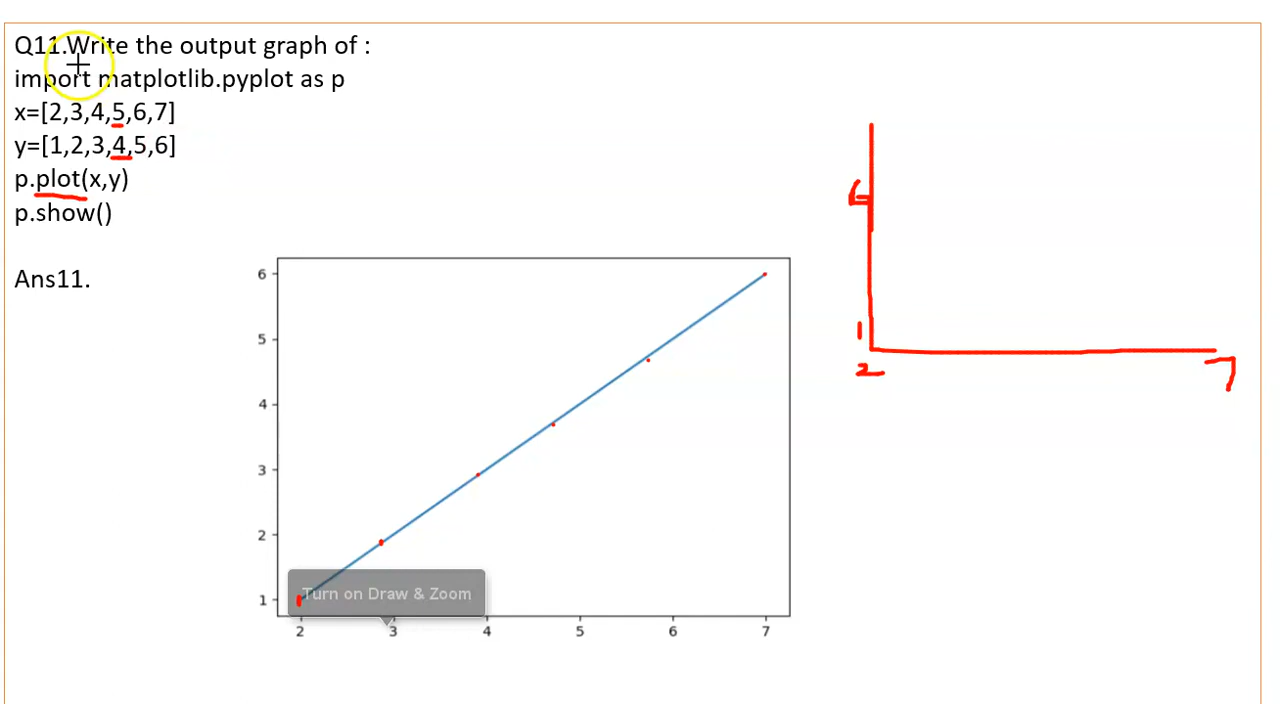 Q11.Write the output graph of :
import matplotlib.pyplot as p
x=[2,3,4,5,6,7]
y=[1,2,3,4,5,6]
p.plot(x,y)
p.show()
Ans11.
6
5
4
3
2
1
2 3 4 5 6 7
Turn on Draw & Zoom
6
1
2 7